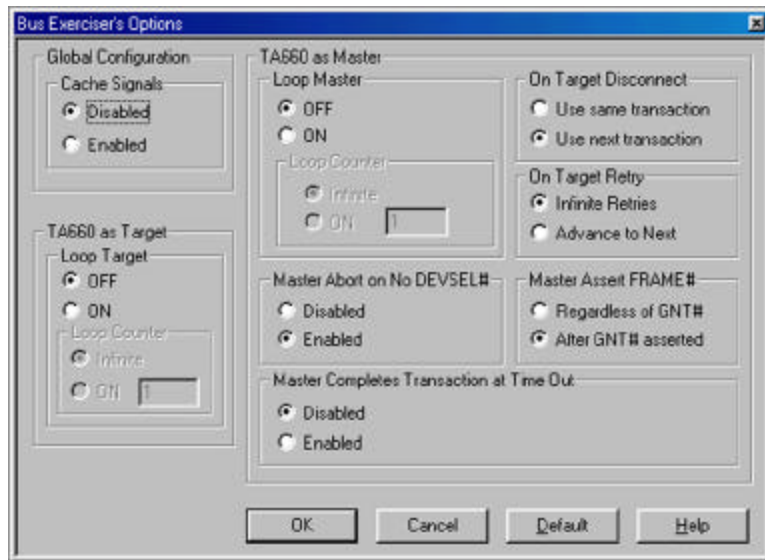 Bus Exerciser's Options
Global Configuration
Cache Signals
Disabled
Enabled
TA660 as Target
Loop Target
OFF
ON
Loop Counter
Infinite
ON 1
TA660 as Master
Loop Master
OFF
ON
Loop Counter
Infinite
ON 1
On Target Disconnect
Use same transaction
Use next transaction
On Target Retry
Infinite Retries
Advance to Next
Master Abort on No DEVSEL#
Disabled
Enabled
Master Assert FRAME#
Regardless of GNT#
After GNT# asserted
Master Completes Transaction at Time Out
Disabled
Enabled
OK
Cancel
Default
Help